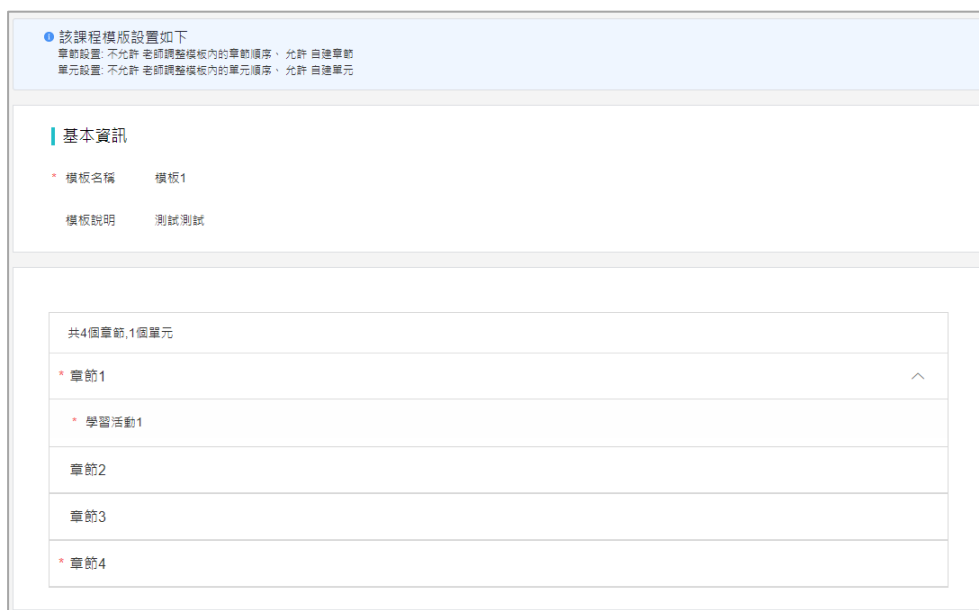 該課程模版設置如下
章節設置: 不允許 老師調整模板內的章節順序、 允許 自建章節
單元設置: 不允許 老師調整模板內的單元順序、 允許 自建單元
基本資訊
* 模板名稱 模板1
模板說明 測試測試
共4個章節,1個單元
* 章節1
* 學習活動1
章節2
章節3
* 章節4